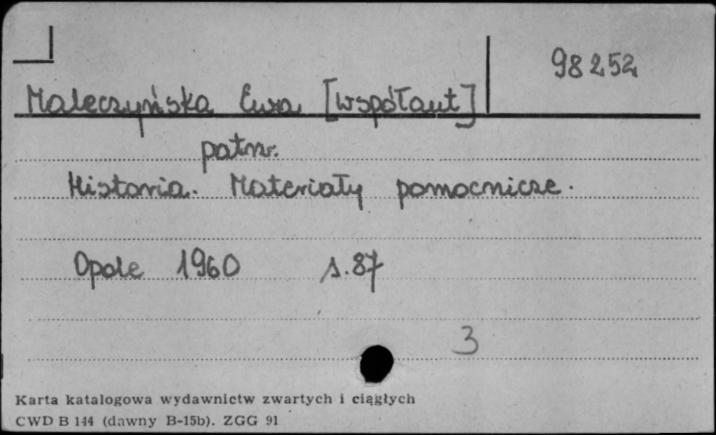 98252
Maleczyńska Ewa [współaut]
patrz.
Historia. Materiały pomocnicze.
Opole 1960 s. 87
3
Karta katalogowa wydawnictw zwartych i ciągłych
CWD B 144 (dawny B-15b). ZGG 91